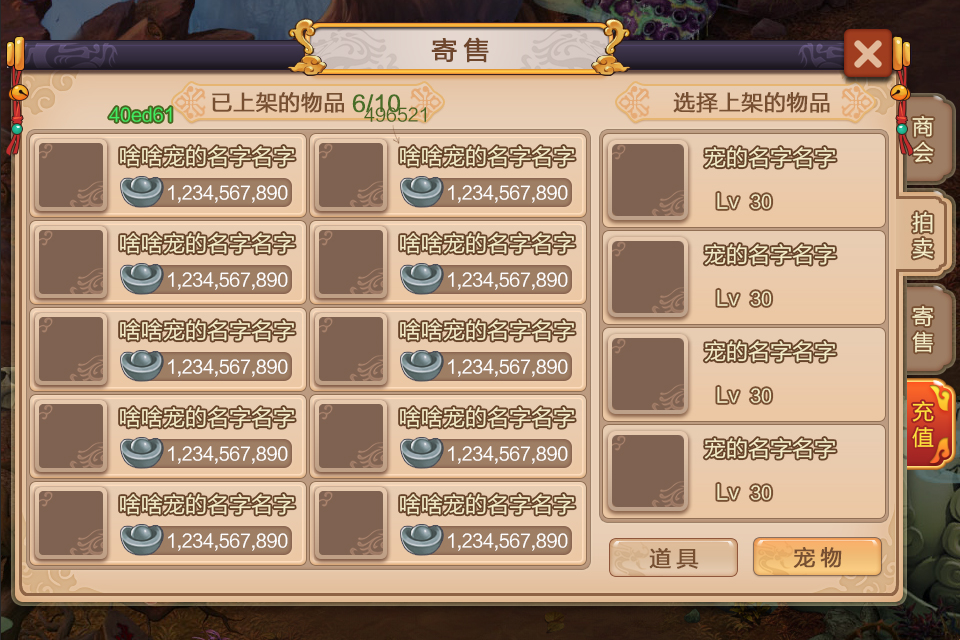 寄售
已上架的物品 6/10
40ed61
496521
选择上架的物品
啥啥宠的名字名字
1,234,567,890
啥啥宠的名字名字
1,234,567,890
啥啥宠的名字名字
1,234,567,890
啥啥宠的名字名字
1,234,567,890
啥啥宠的名字名字
1,234,567,890
啥啥宠的名字名字
1,234,567,890
啥啥宠的名字名字
1,234,567,890
啥啥宠的名字名字
1,234,567,890
啥啥宠的名字名字
1,234,567,890
啥啥宠的名字名字
1,234,567,890
宠的名字名字
Lv 30
宠的名字名字
Lv 30
宠的名字名字
Lv 30
宠的名字名字
Lv 30
道具
宠物
商会
拍卖
寄售
充值